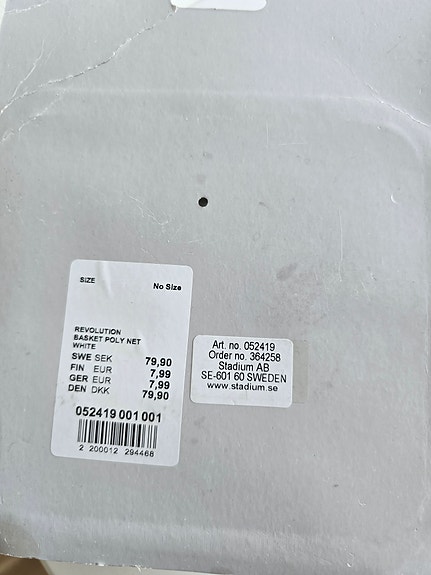 SIZE No Size
REVOLUTION
BASKET POLY NET
WHITE
SWE SEK 79,90
FIN EUR 7,99
GER EUR 7,99
DEN DKK 79,90
052419 001 001
2 200012 294468
Art. no. 052419
Order no. 364258
Stadium AB
SE-601 60 SWEDEN
www.stadium.se